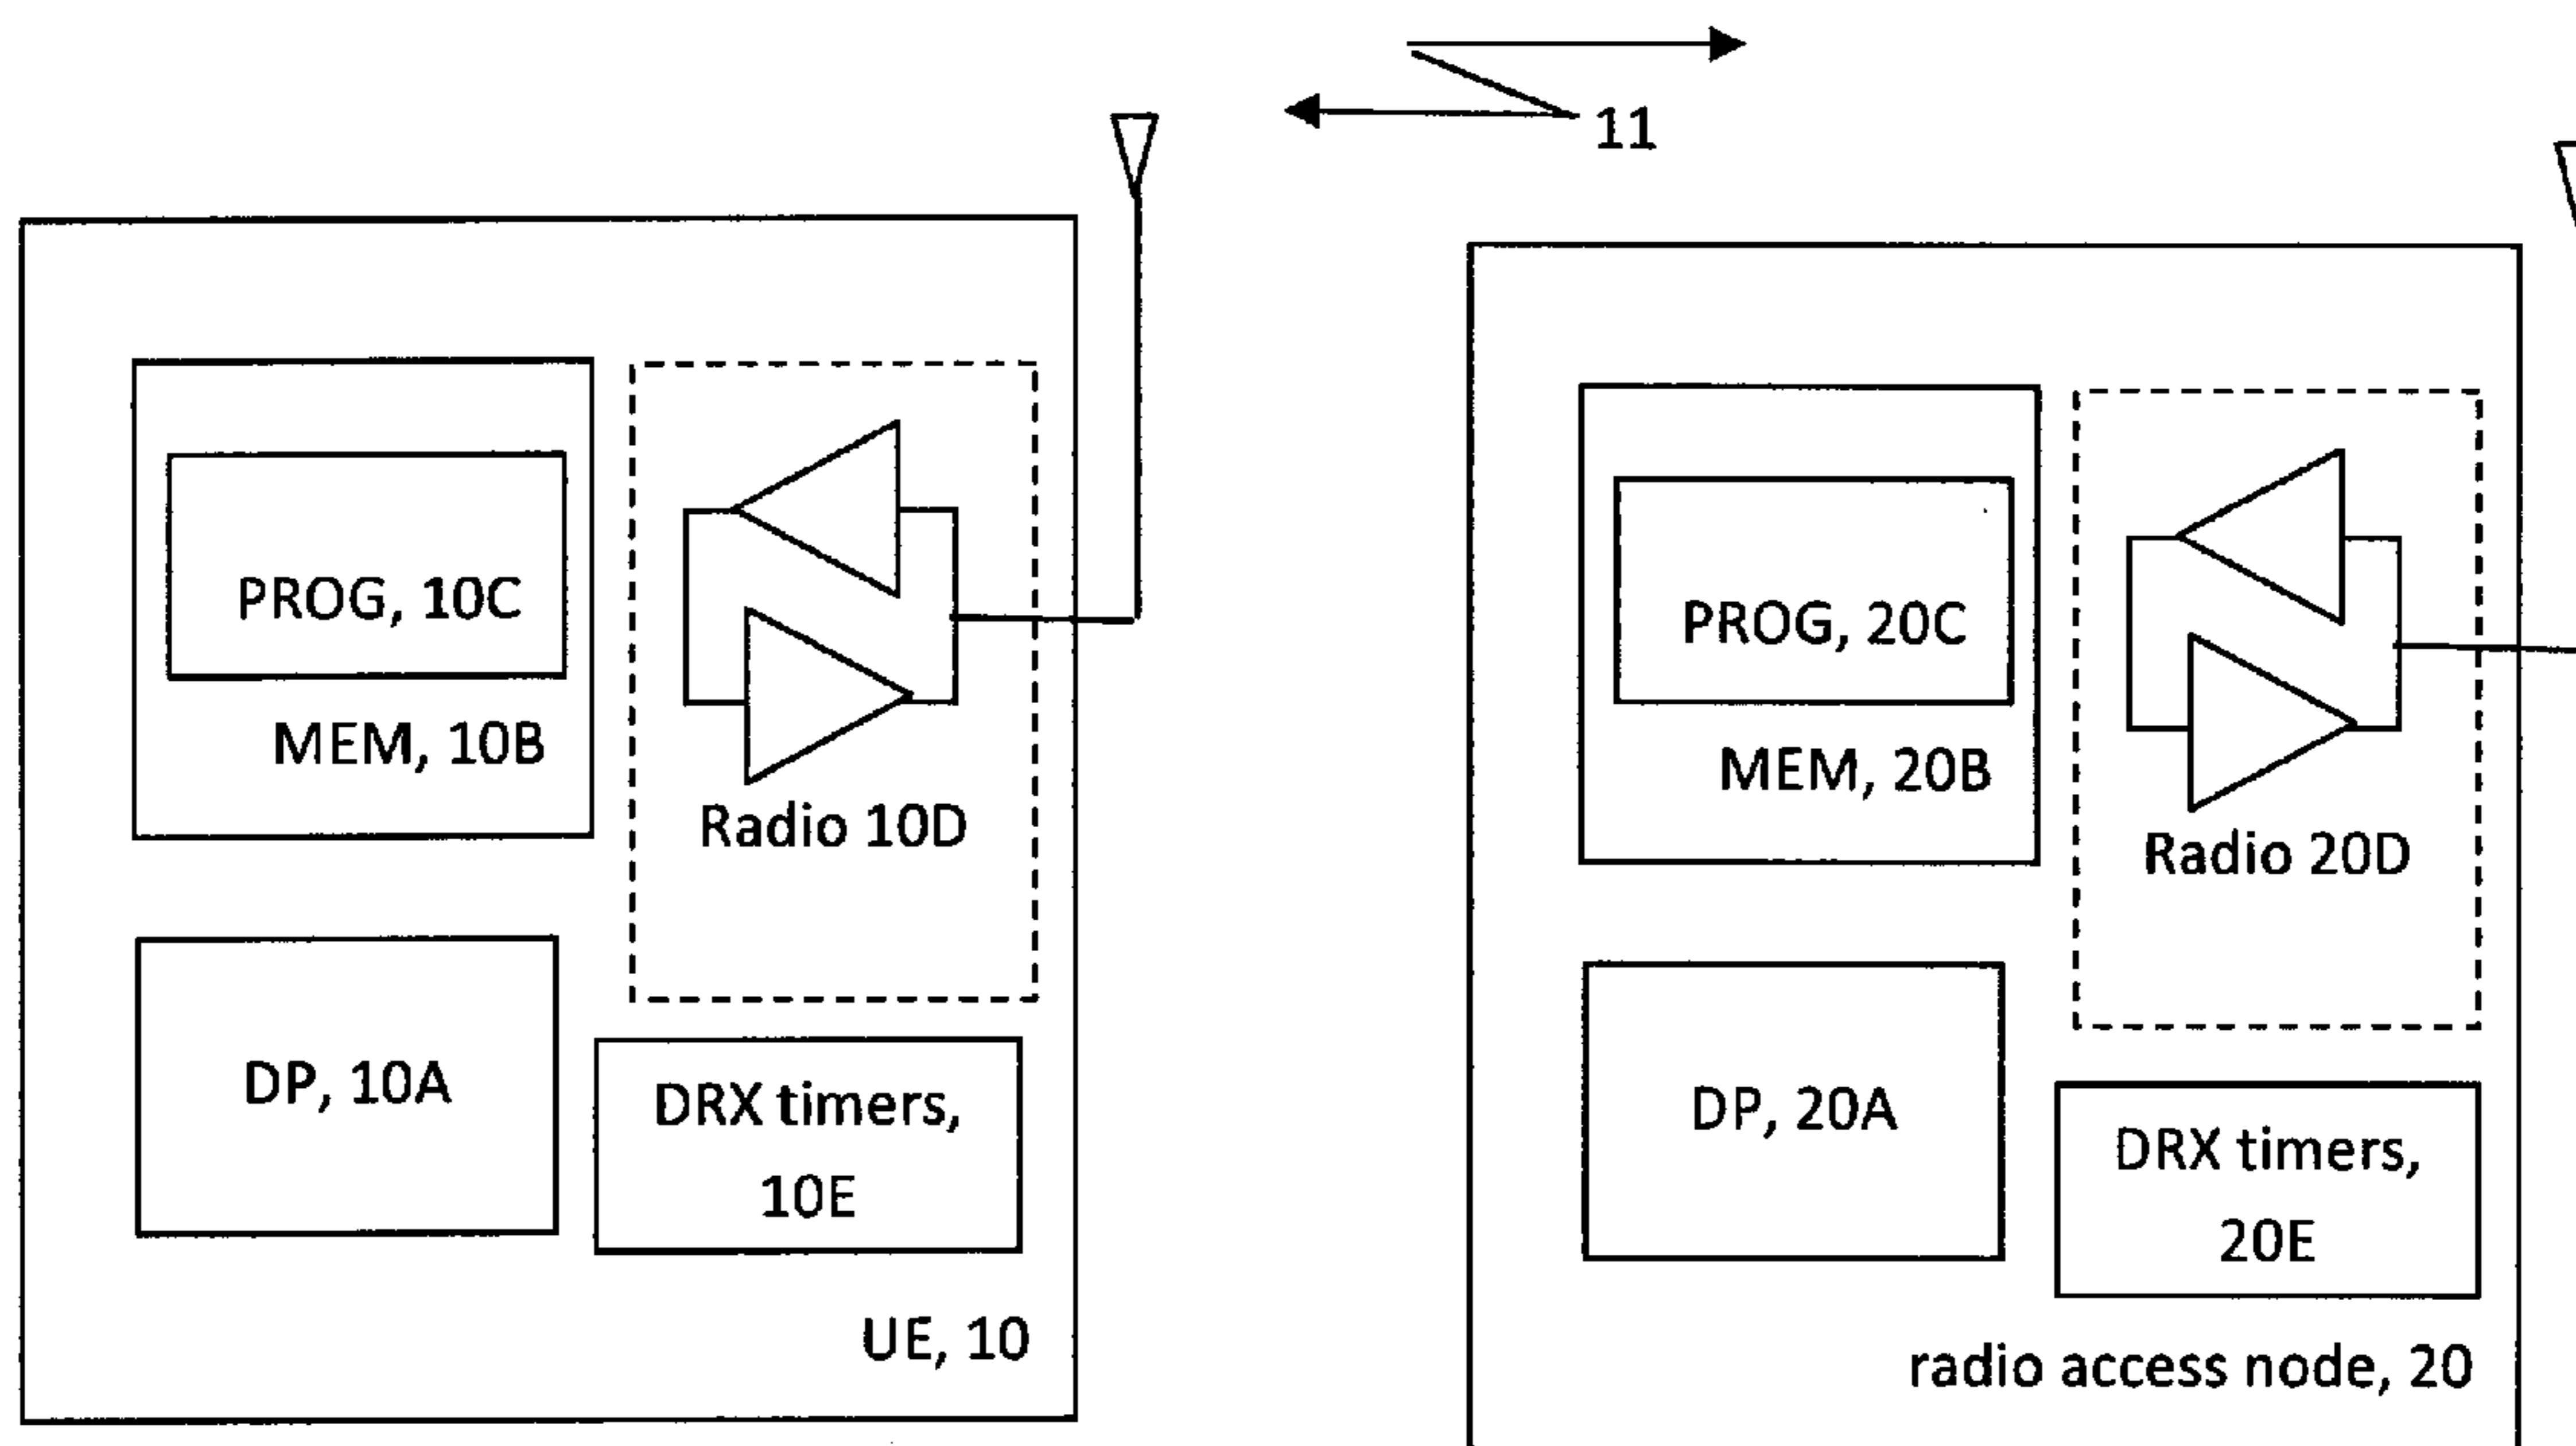 11
PROG, 10C
MEM, 10B
Radio 10D
DP, 10A
DRX timers,
10E
UE, 10
PROG, 20C
MEM, 20B
Radio 20D
DP, 20A
DRX timers,
20E
radio access node, 20